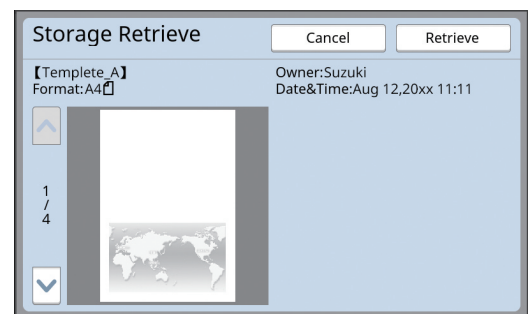 Storage Retrieve
Cancel
Retrieve
【Templete_A】
Owner:Suzuki
Format:A4
Date&Time:Aug 12,20xx 11:11
1
/
4